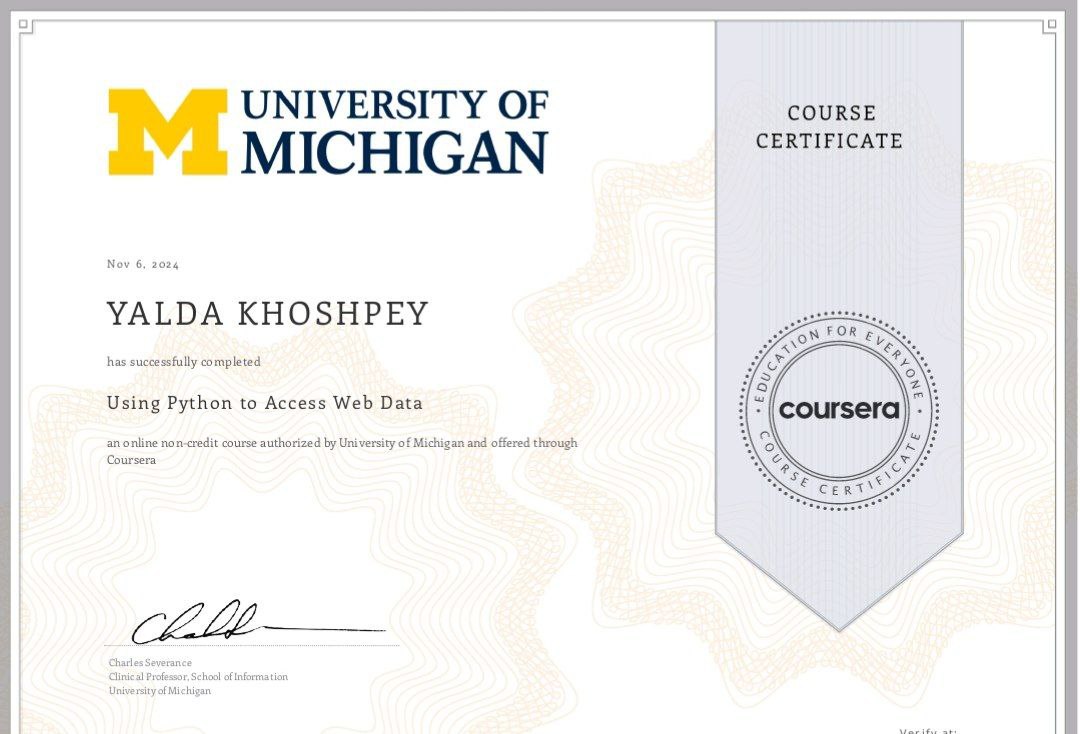 UNIVERSITY OF
MICHIGAN
COURSE
CERTIFICATE
Nov 6, 2024
YALDA KHOSHPEY
has successfully completed
Using Python to Access Web Data
an online non-credit course authorized by University of Michigan and offered through
Coursera
EDUCATION FOR EVERYONE
coursera
COURSE CERTIFICATE
Charles Severance
Clinical Professor, School of Information
University of Michigan
Verify at: